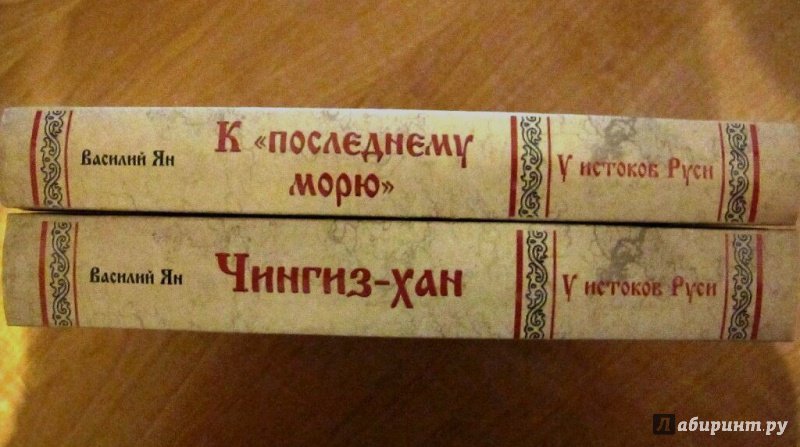 Василий Ян
К «последнему
морю»
У истоков Руси
Василий Ян
Чингиз-хан
У истоков Руси
Лабиринт.ру